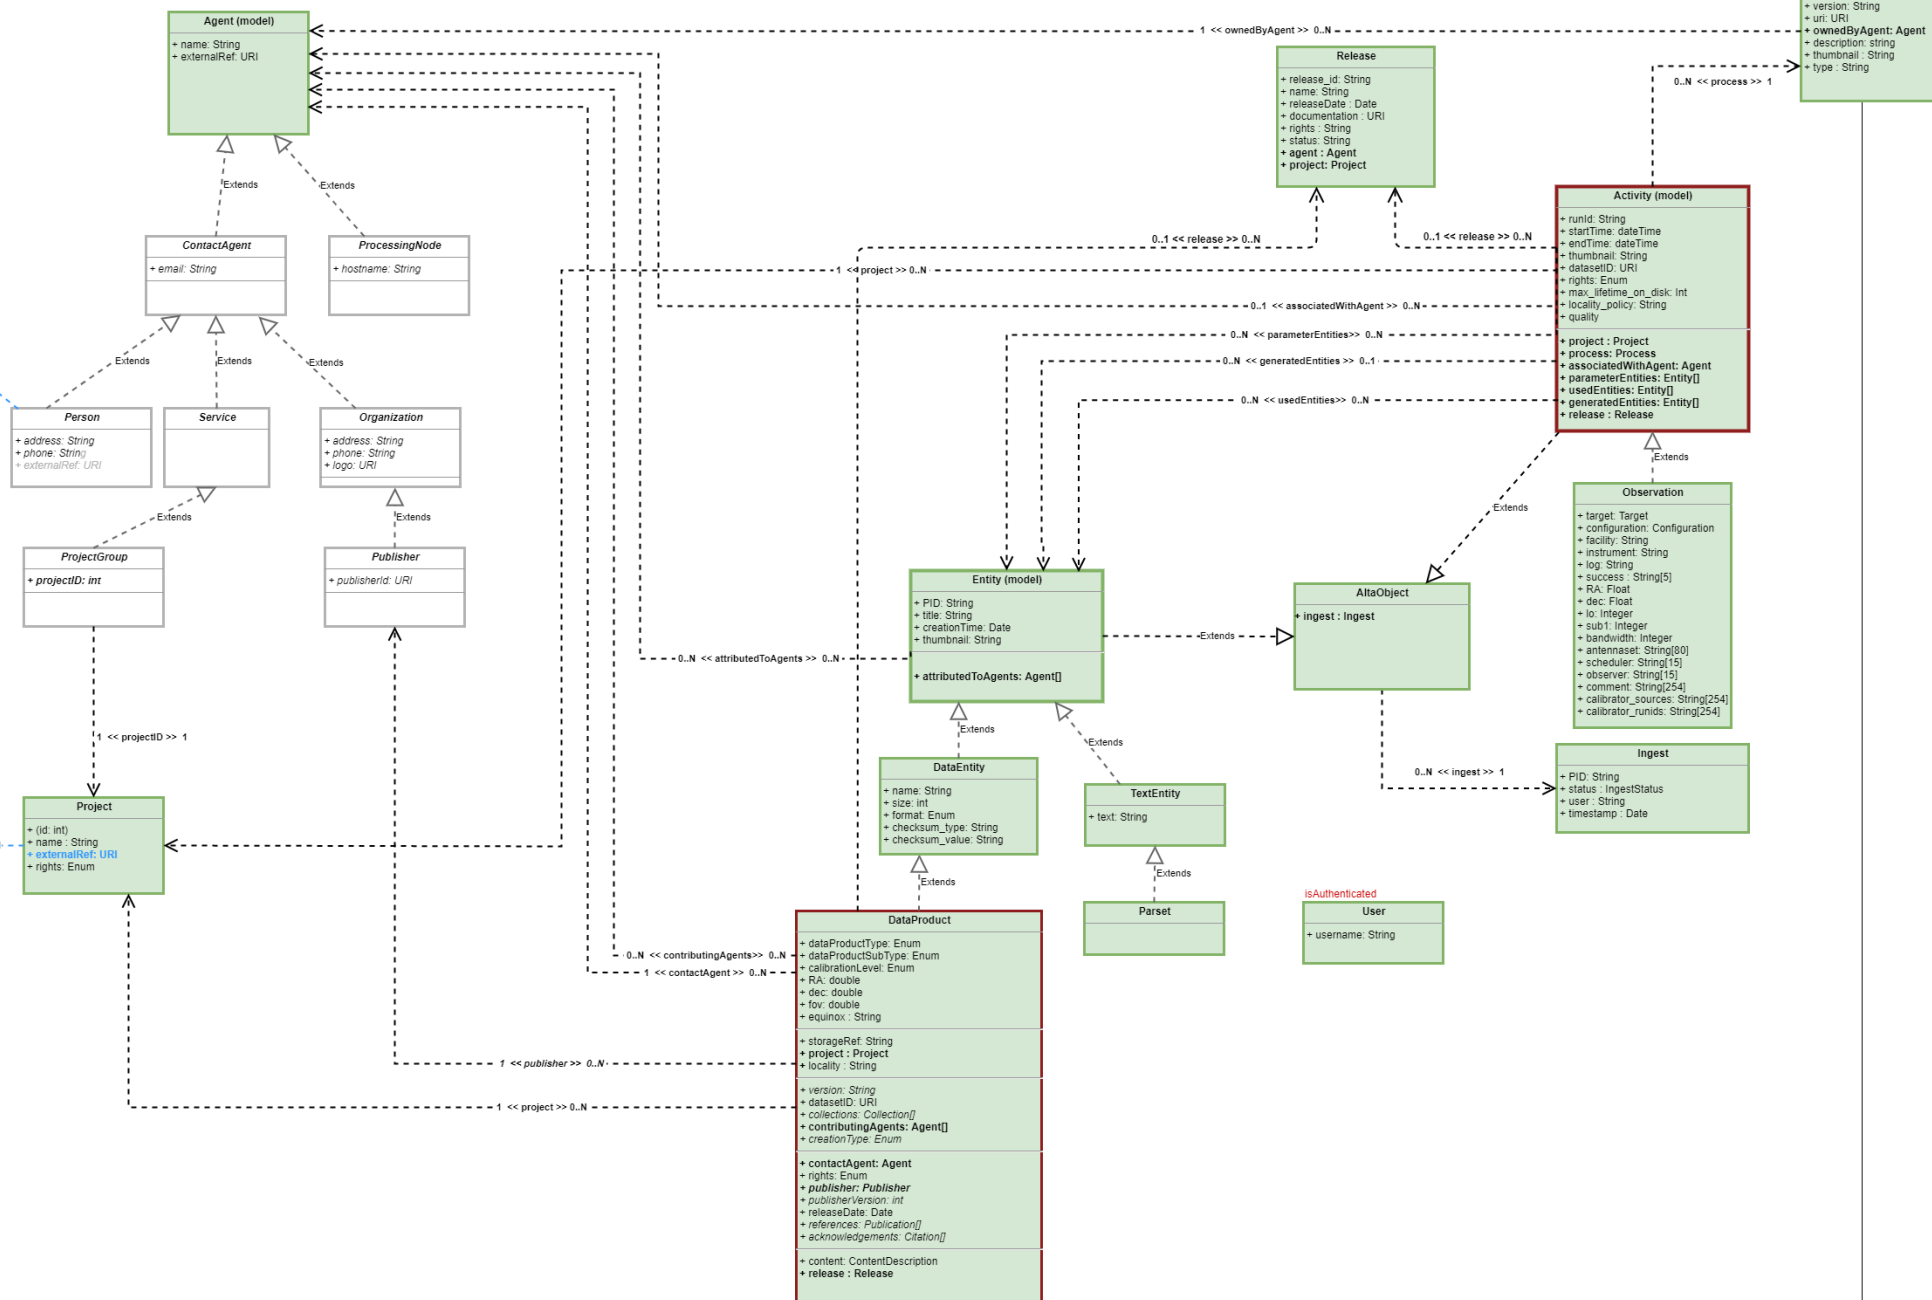 Agent (model)
+ name: String
+ externalRef: URI
1 << ownedByAgent >> 0..N
+ version: String
+ uri: URI
+ ownedByAgent: Agent
+ description: string
+ thumbnail : String
+ type : String
Release
+ release_id: String
+ name: String
+ releaseDate : Date
+ documentation : URI
+ rights : String
+ status: String
+ agent : Agent
+ project: Project
0..N << process >> 1
Activity (model)
+ runId: String
+ startTime: dateTime
+ endTime: dateTime
+ thumbnail: String
+ datasetID: URI
+ rights: Enum
+ max_lifetime_on_disk: Int
+ locality_policy: String
+ quality
+ project : Project
+ process: Process
+ associatedWithAgent: Agent
+ parameterEntities: Entity[]
+ usedEntities: Entity[]
+ generatedEntities: Entity[]
+ release : Release
Extends
Extends
ContactAgent
+ email: String
ProcessingNode
+ hostname: String
0..1 << release >> 0..N
0..1 << release >> 0..N
1 << project >> 0..N
0..1 << associatedWithAgent >> 0..N
0..N << parameterEntities>> 0..N
0..N << generatedEntities >> 0..1
0..N << usedEntities>> 0..N
Extends
Extends
Extends
Person
+ address: String
+ phone: String
+ externalRef: URI
Service
Organization
+ address: String
+ phone: String
+ logo: URI
Extends
Extends
Extends
Extends
ProjectGroup
+ projectID: int
Publisher
+ publisherId: URI
Observation
+ target: Target
+ configuration: Configuration
+ facility: String
+ instrument: String
+ log: String
+ success : String[5]
+ RA: Float
+ dec: Float
+ lo: Integer
+ sub1: Integer
+ bandwidth: Integer
+ antennaset: String[80]
+ scheduler: String[15]
+ observer: String[15]
+ comment: String[254]
+ calibrator_sources: String[254]
+ calibrator_runids: String[254]
Entity (model)
+ PID: String
+ title: String
+ creationTime: Date
+ thumbnail: String
+ attributedToAgents: Agent[]
Extends
AltaObject
+ ingest : Ingest
0..N << attributedToAgents >> 0..N
1 << projectID >> 1
Extends
Extends
0..N << ingest >> 1
Ingest
+ PID: String
+ status : IngestStatus
+ user : String
+ timestamp : Date
DataEntity
+ name: String
+ size: int
+ format: Enum
+ checksum_type: String
+ checksum_value: String
TextEntity
+ text: String
Project
+ (id: int)
+ name : String
+ externalRef: URI
+ rights: Enum
Extends
Extends
Parset
isAuthenticated
User
+ username: String
0..N << contributingAgents>> 0..N
1 << contactAgent >> 0..N
1 << publisher >> 0..N
1 << project >> 0..N
DataProduct
+ dataProductType: Enum
+ dataProductSubType: Enum
+ calibrationLevel: Enum
+ RA: double
+ dec: double
+ fov: double
+ equinox : String
+ storageRef: String
+ project : Project
+ locality : String
+ version: String
+ datasetID: URI
+ collections: Collection[]
+ contributingAgents: Agent[]
+ creationType: Enum
+ contactAgent: Agent
+ rights: Enum
+ publisher: Publisher
+ publisherVersion: int
+ releaseDate: Date
+ references: Publication[]
+ acknowledgements: Citation[]
+ content: ContentDescription
+ release : Release